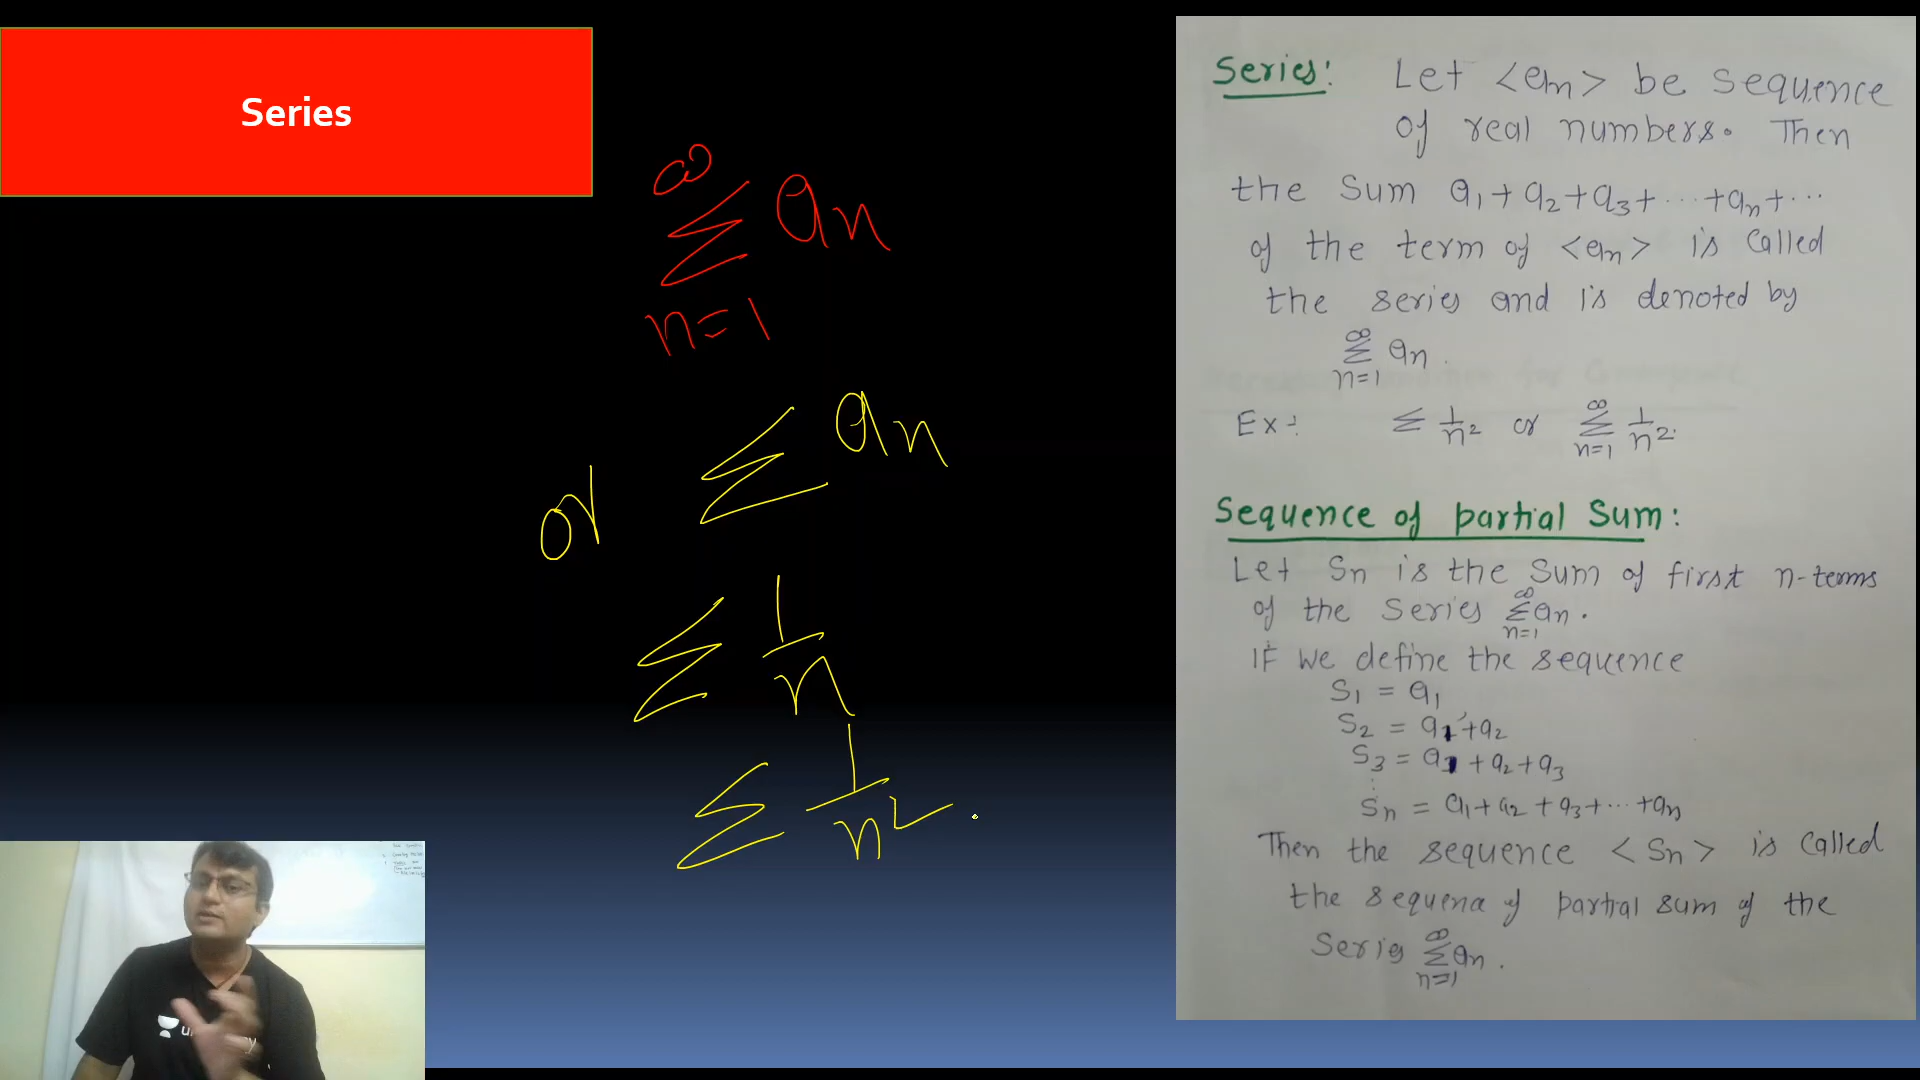 Series
∞
∑ an
n=1
or ∑ an
∑ 1/n
∑ 1/n².
Series: Let <an> be sequence
of real numbers. Then
the sum a₁+a₂+a₃+...+an+...
of the term of <an> is called
the series and is denoted by
∞
∑ an.
n=1
Ex:- ∑ 1/n² or ∞∑n=1 1/n².
Sequence of partial Sum:
Let Sn is the Sum of first n-terms
of the Series ∞∑n=1 an.
If we define the sequence
S₁ = a₁
S₂ = a₁+a₂
S₃ = a₁+a₂+a₃
⋮
Sn = a₁+a₂+a₃+...+an
Then the sequence <Sn> is called
the sequence of partial sum of the
Series ∞∑n=1 an.